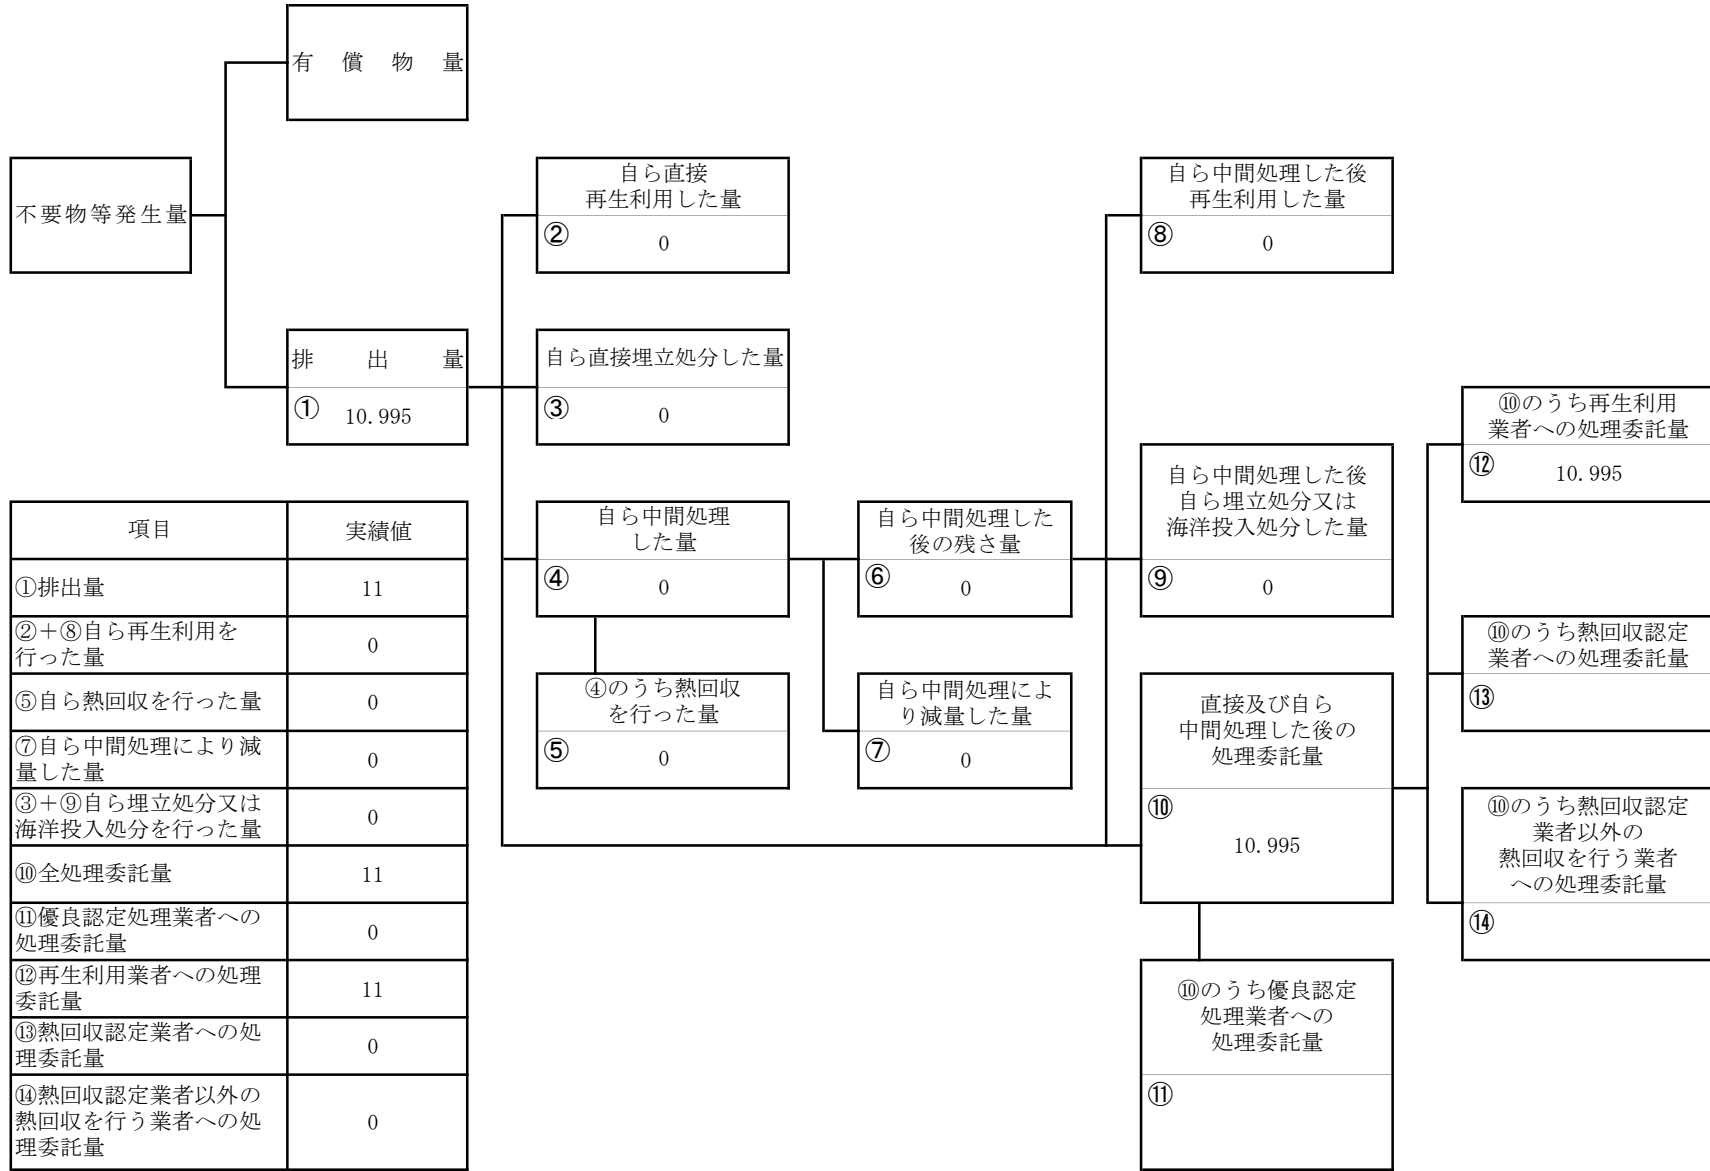 有償物量
不要物等発生量
排出量
① 10.995
自ら直接
再生利用した量
② 0
自ら直接埋立処分した量
③ 0
自ら中間処理
した量
④ 0
④のうち熱回収
を行った量
⑤ 0
自ら中間処理した
後の残さ量
⑥ 0
自ら中間処理によ
り減量した量
⑦ 0
自ら中間処理した後
再生利用した量
⑧ 0
自ら中間処理した後
自ら埋立処分又は
海洋投入処分した量
⑨ 0
直接及び自ら
中間処理した後の
処理委託量
⑩
10.995
⑩のうち優良認定
処理業者への
処理委託量
⑪
⑩のうち再生利用
業者への処理委託量
⑫ 10.995
⑩のうち熱回収認定
業者への処理委託量
⑬
⑩のうち熱回収認定
業者以外の
熱回収を行う業者
への処理委託量
⑭
項目 実績値
①排出量 11
②+⑧自ら再生利用を
行った量 0
⑤自ら熱回収を行った量 0
⑦自ら中間処理により減
量した量 0
③+⑨自ら埋立処分又は
海洋投入処分を行った量 0
⑩全処理委託量 11
⑪優良認定処理業者への
処理委託量 0
⑫再生利用業者への処理
委託量 11
⑬熱回収認定業者への処
理委託量 0
⑭熱回収認定業者以外の
熱回収を行う業者への処
理委託量 0